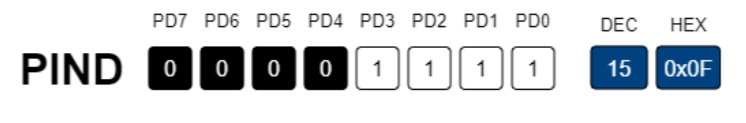 PD7 PD6 PD5 PD4 PD3 PD2 PD1 PD0 DEC HEX
PIND 0 0 0 0 1 1 1 1 15 0x0F